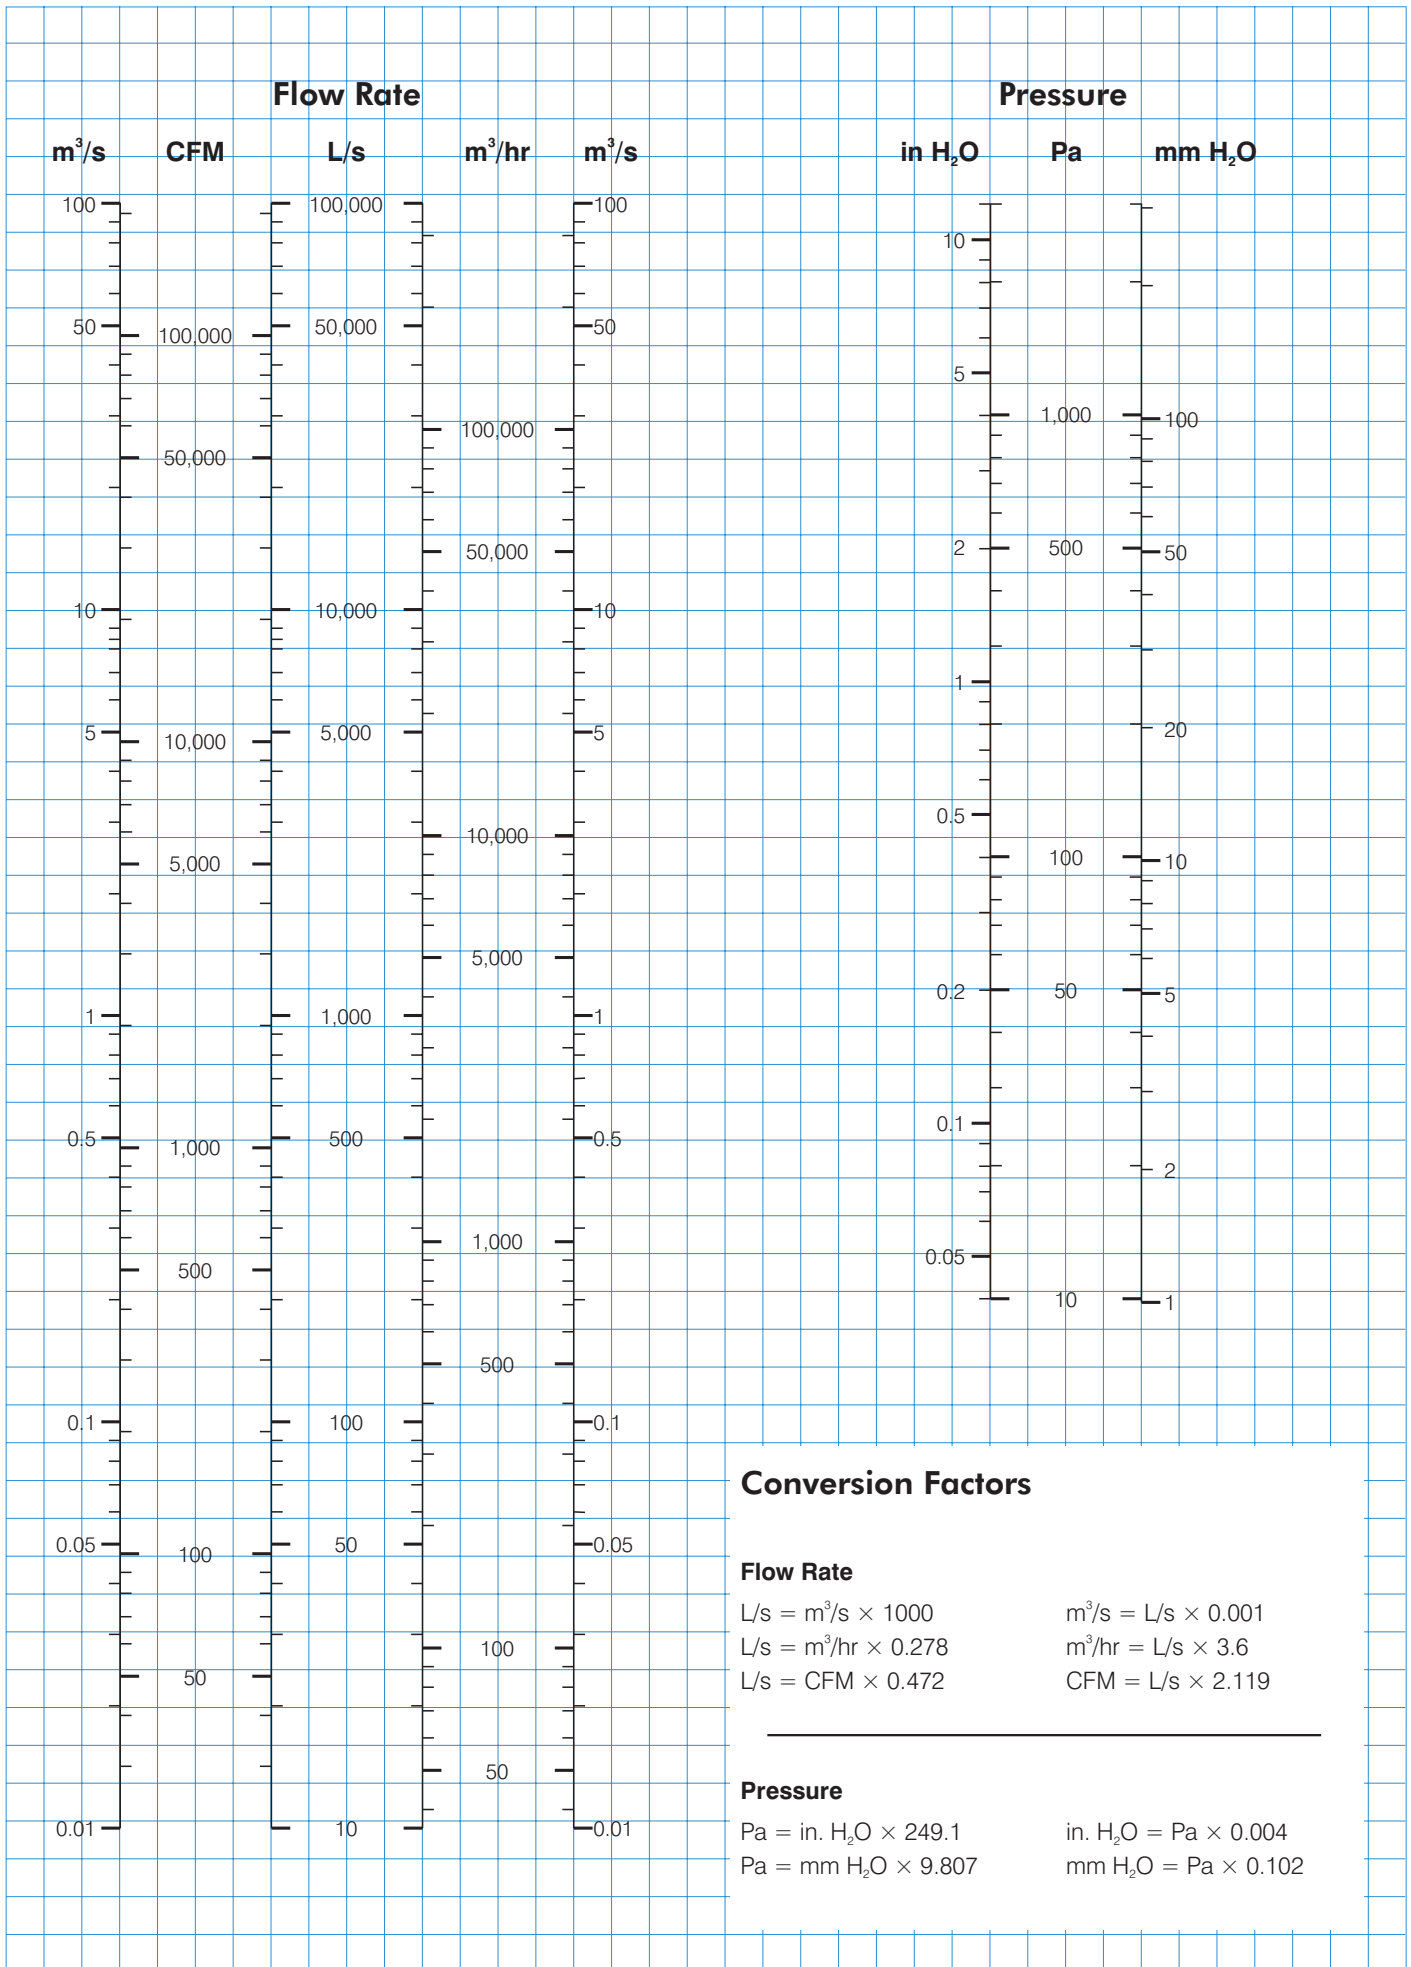 Flow Rate
m³/s CFM L/s m³/hr m³/s
100 100,000 100
50 100,000 50,000 50
50,000 100,000
50,000
10 10,000 10
5 10,000 5,000 5
5,000 10,000
5,000
1 1,000 1
0.5 1,000 500 0.5
500 1,000
500
0.1 100 0.1
0.05 100 50 0.05
50 100
50
0.01 10 0.01
Pressure
in H₂O Pa mm H₂O
10
5
1,000 100
2 500 50
1
20
0.5
100 10
0.2 50 5
0.1
2
0.05
10 1
Conversion Factors
Flow Rate
L/s = m³/s × 1000 m³/s = L/s × 0.001
L/s = m³/hr × 0.278 m³/hr = L/s × 3.6
L/s = CFM × 0.472 CFM = L/s × 2.119
Pressure
Pa = in. H₂O × 249.1 in. H₂O = Pa × 0.004
Pa = mm H₂O × 9.807 mm H₂O = Pa × 0.102